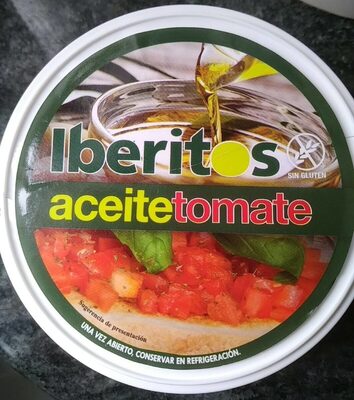 Iberitos
SIN GLUTEN
aceitetomate
Sugerencia de presentación
UNA VEZ ABIERTO, CONSERVAR EN REFRIGERACIÓN.